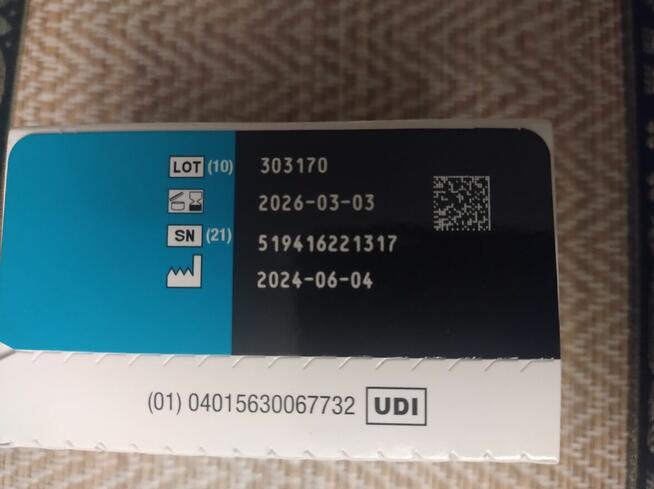 LOT (10) 303170
2026-03-03
SN (21) 519416221317
2024-06-04
(01) 04015630067732 UDI